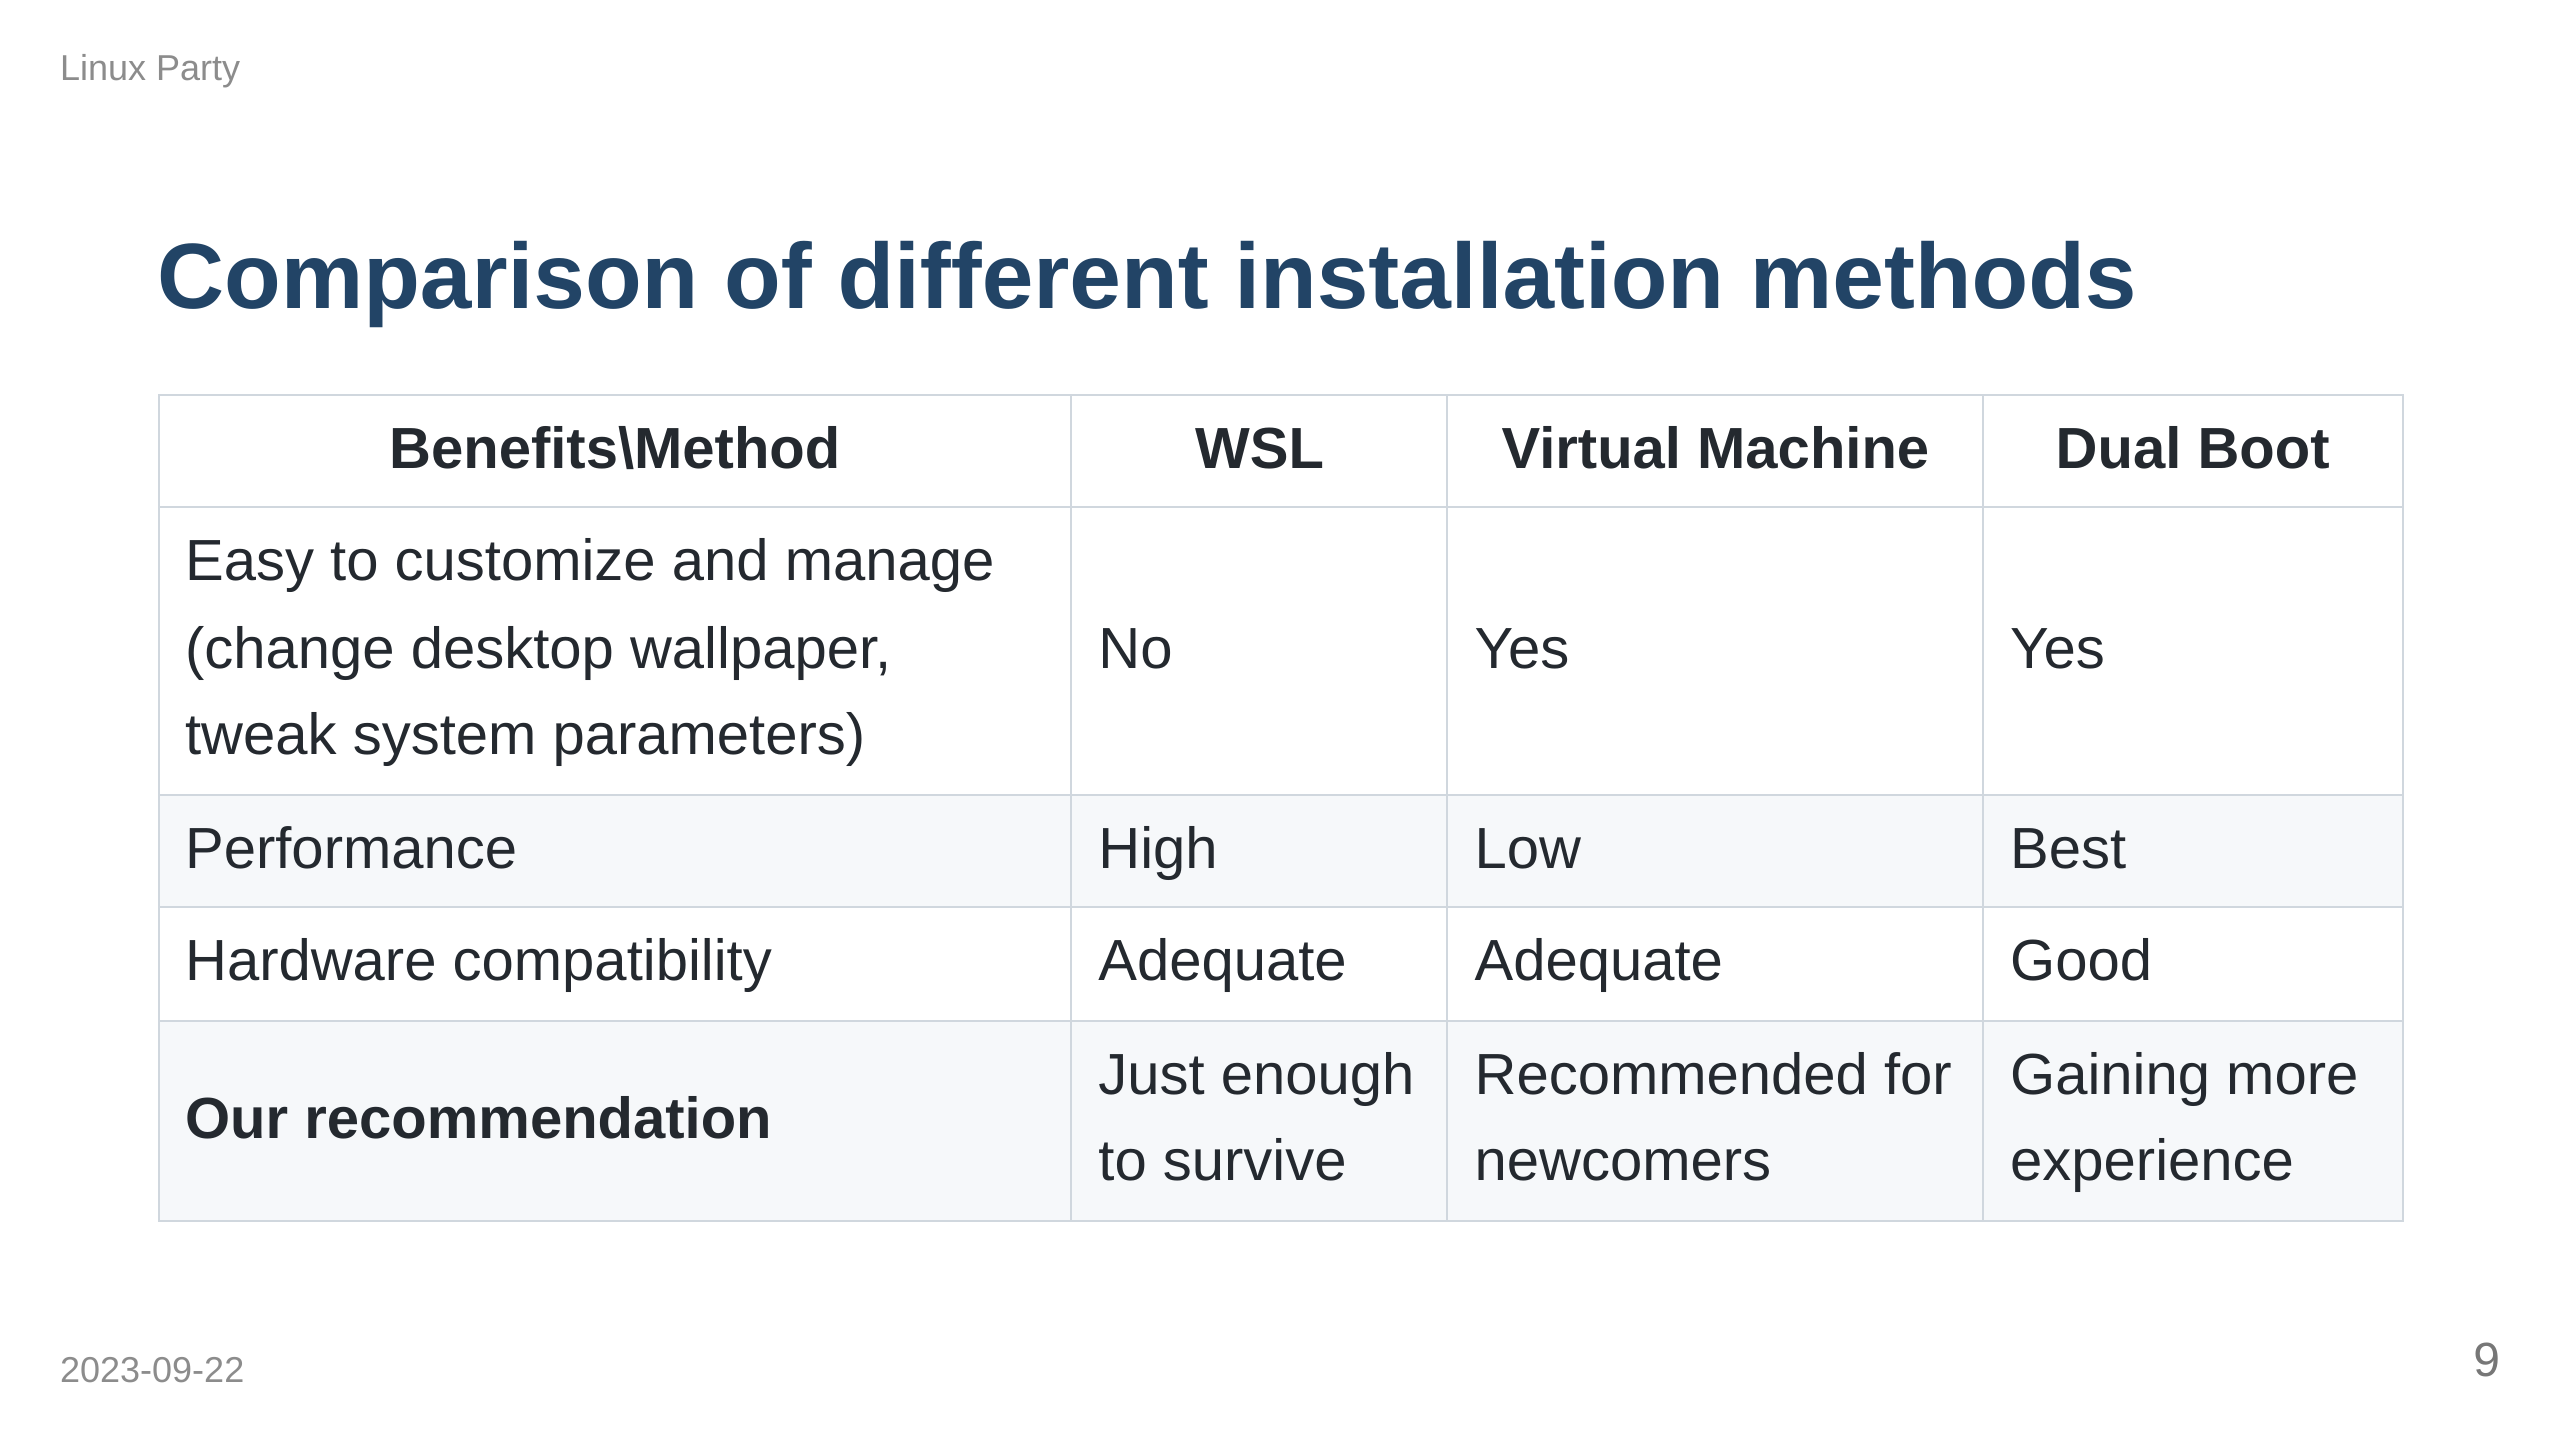 Linux Party
Comparison of different installation methods
Benefits\Method WSL Virtual Machine Dual Boot
Easy to customize and manage
(change desktop wallpaper, No Yes Yes
tweak system parameters)
Performance High Low Best
Hardware compatibility Adequate Adequate Good
Our recommendation
Just enough
to survive
Recommended for
newcomers
Gaining more
experience
2023-09-22
9